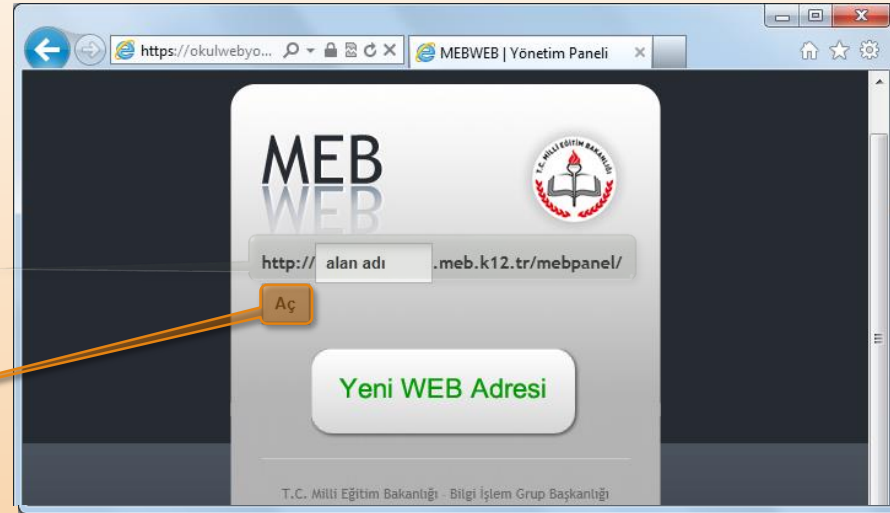 https://okulwebyo...
MEBWEB | Yönetim Paneli
MEB
WEB
T.C. MİLLİ EĞİTİM BAKANLIĞI
http:// alan adı .meb.k12.tr/mebpanel/
Aç
Yeni WEB Adresi
T.C. Milli Eğitim Bakanlığı - Bilgi İşlem Grup Başkanlığı